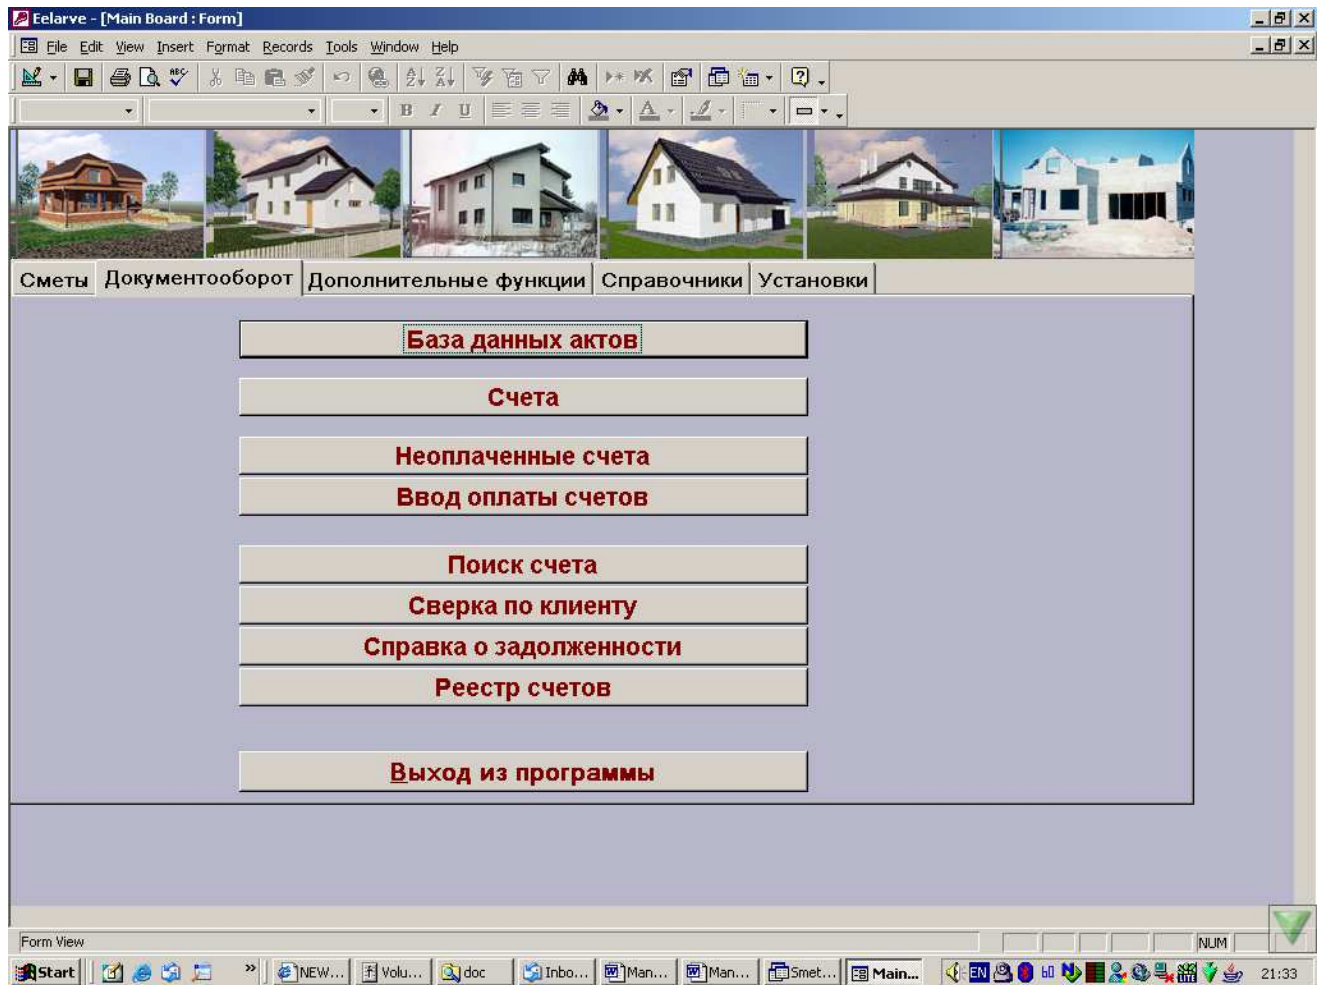 Eelarve - [Main Board : Form]
File Edit View Insert Format Records Tools Window Help
B I U
Сметы Документооборот Дополнительные функции Справочники Установки
База данных актов
Счета
Неоплаченные счета
Ввод оплаты счетов
Поиск счета
Сверка по клиенту
Справка о задолженности
Реестр счетов
Выход из программы
Form View NUM
Start » NEW... Volu... doc Inbo... Man... Man... Smet... Main... EN 21:33